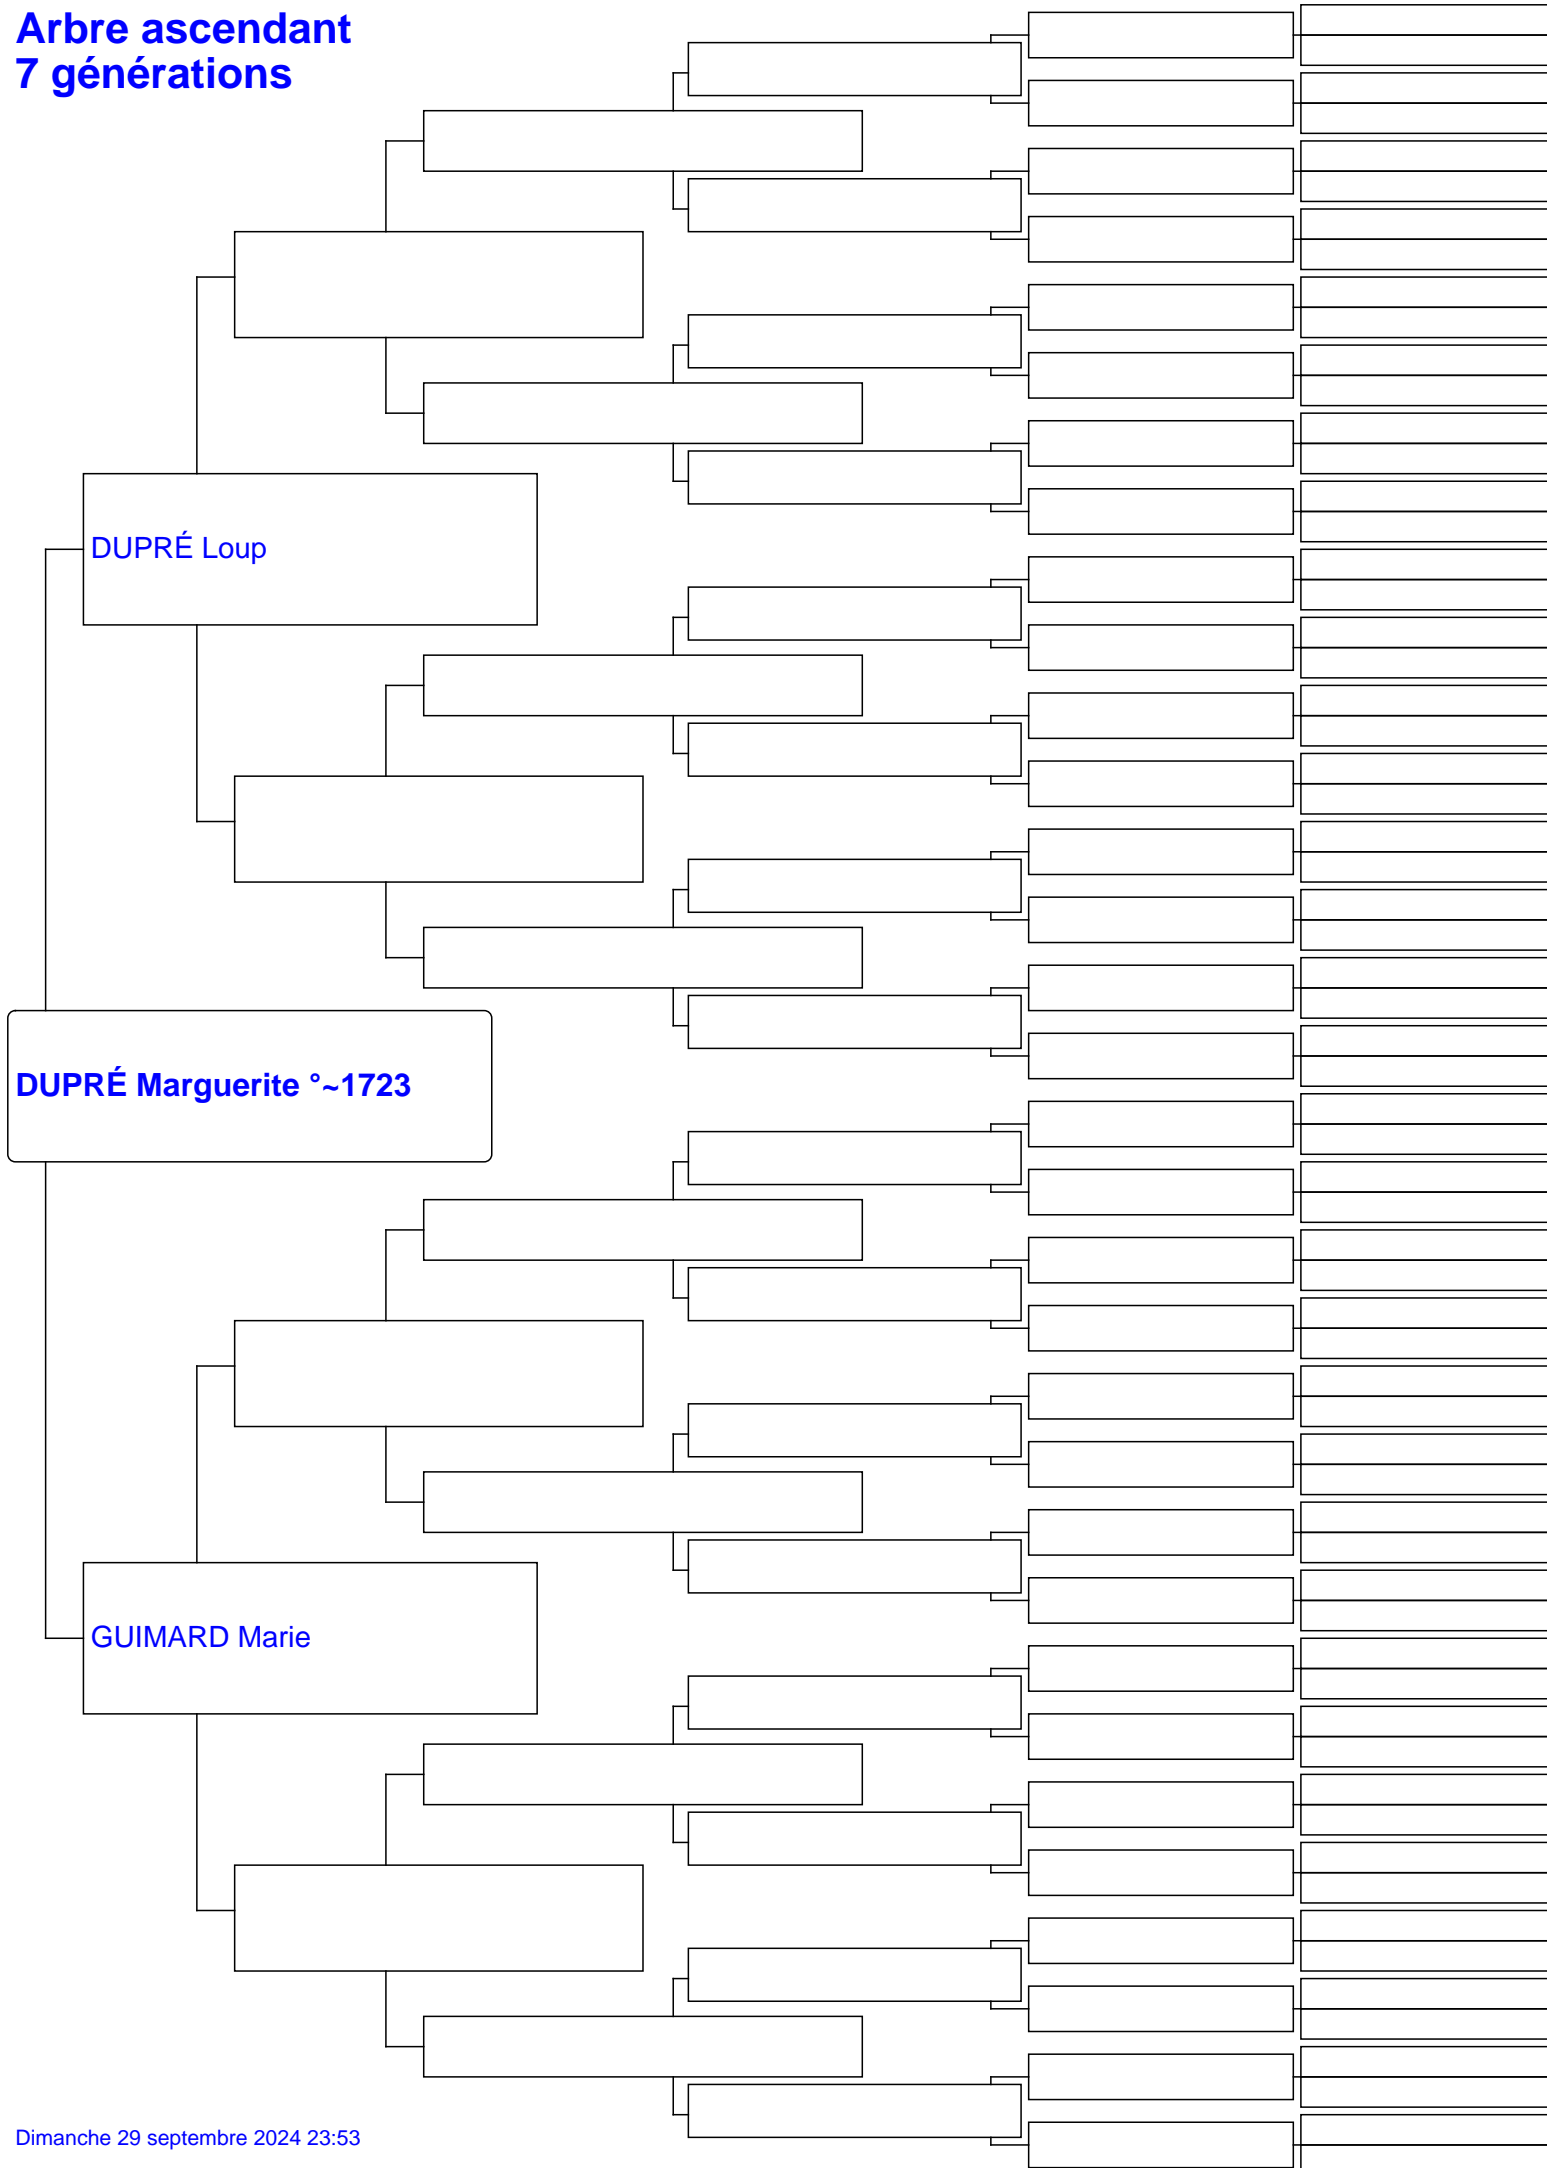 Arbre ascendant
7 générations
DUPRÉ Loup
DUPRÉ Marguerite °~1723
GUIMARD Marie
Dimanche 29 septembre 2024 23:53